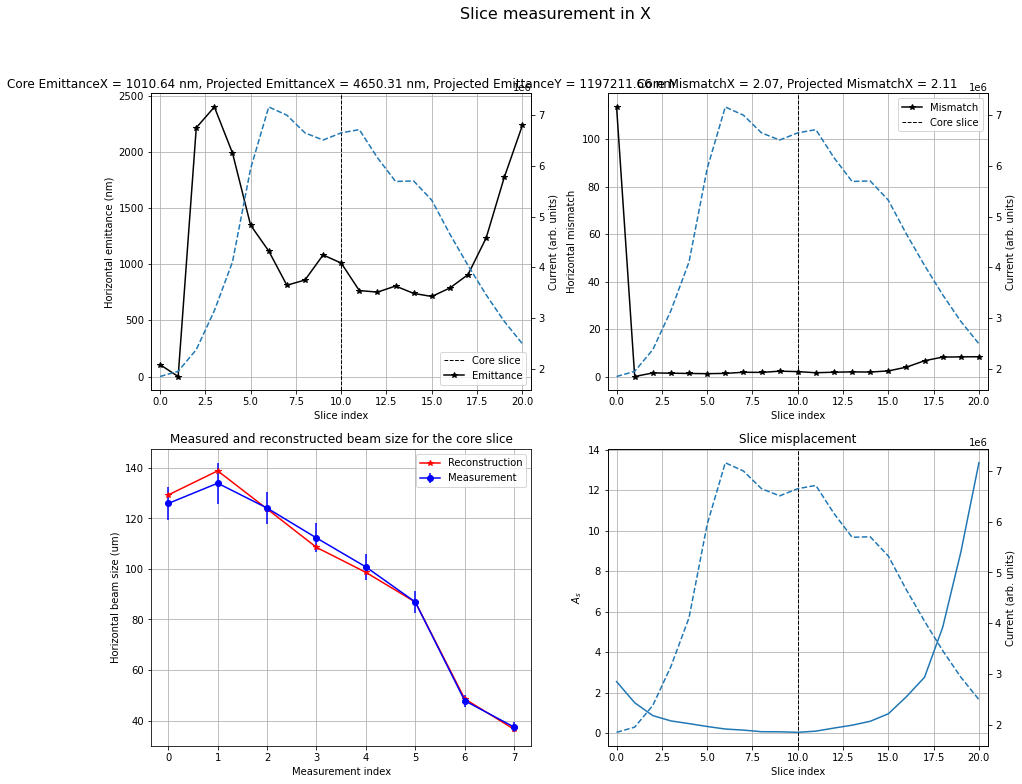 Slice measurement in X
Core EmittanceX = 1010.64 nm, Projected EmittanceX = 4650.31 nm, Projected EmittanceY = 1197211.66 nm
1e6
2500
2000
1500
1000
500
0
Horizontal emittance (nm)
7
6
5
4
3
2
Current (arb. units)
Core slice
Emittance
0.0 2.5 5.0 7.5 10.0 12.5 15.0 17.5 20.0
Slice index
Core MismatchX = 2.07, Projected MismatchX = 2.11
1e6
100
80
60
40
20
0
Horizontal mismatch
7
6
5
4
3
2
Current (arb. units)
Mismatch
Core slice
0.0 2.5 5.0 7.5 10.0 12.5 15.0 17.5 20.0
Slice index
Measured and reconstructed beam size for the core slice
140
120
100
80
60
40
Horizontal beam size (um)
Reconstruction
Measurement
0 1 2 3 4 5 6 7
Measurement index
Slice misplacement
1e6
14
12
10
8
6
4
2
0
As
7
6
5
4
3
2
Current (arb. units)
0.0 2.5 5.0 7.5 10.0 12.5 15.0 17.5 20.0
Slice index